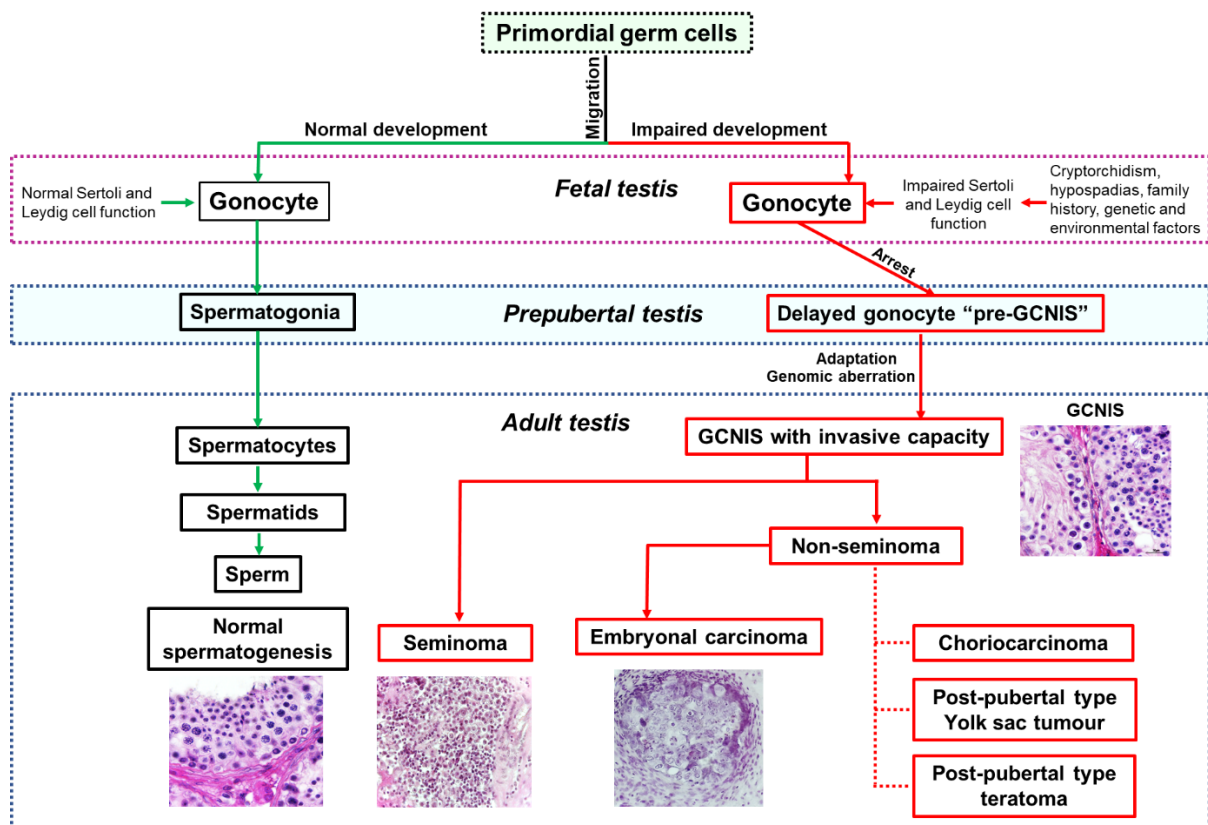 Primordial germ cells
Migration
Normal development
Impaired development
Fetal testis
Normal Sertoli and
Leydig cell function
Gonocyte
Gonocyte
Impaired Sertoli
and Leydig cell
function
Cryptorchidism,
hypospadias, family
history, genetic and
environmental factors
Arrest
Spermatogonia
Prepubertal testis
Delayed gonocyte “pre-GCNIS”
Adaptation
Genomic aberration
Adult testis
GCNIS
Spermatocytes
GCNIS with invasive capacity
Spermatids
Non-seminoma
Sperm
Normal
spermatogenesis
Seminoma
Embryonal carcinoma
Choriocarcinoma
Post-pubertal type
Yolk sac tumour
Post-pubertal type
teratoma